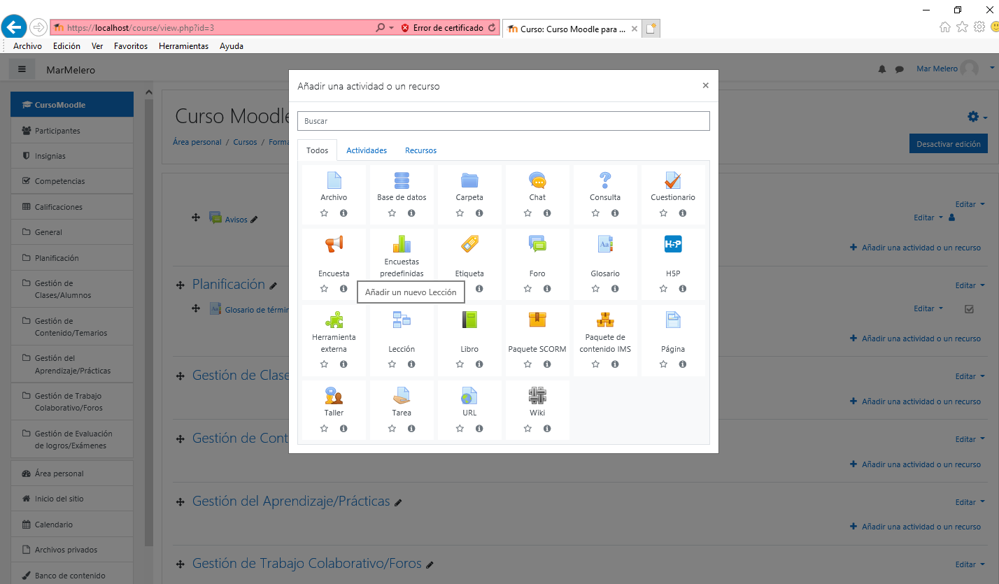 https://localhost/course/view.php?id=3
Error de certificado
Curso: Curso Moodle para ...
Archivo Edición Ver Favoritos Herramientas Ayuda
MarMelero
Mar Melero
CursoMoodle
Participantes
Insignias
Competencias
Calificaciones
General
Planificación
Gestión de
Clases/Alumnos
Gestión de
Contenido/Temarios
Gestión del
Aprendizaje/Prácticas
Gestión de Trabajo
Colaborativo/Foros
Gestión de Evaluación
de logros/Exámenes
Área personal
Inicio del sitio
Calendario
Archivos privados
Banco de contenido
Curso Moodle
Área personal / Cursos / Forma
Desactivar edición
Editar
Avisos
Editar
Añadir una actividad o un recurso
Planificación
Editar
Glosario de términ
Editar
Añadir una actividad o un recurso
Gestión de Clase
Editar
Añadir una actividad o un recurso
Gestión de Cont
Editar
Añadir una actividad o un recurso
Gestión del Aprendizaje/Prácticas
Editar
Añadir una actividad o un recurso
Gestión de Trabajo Colaborativo/Foros
Editar
Añadir una actividad o un recurso
Buscar
Todos Actividades Recursos
Archivo
Base de datos
Carpeta
Chat
Consulta
Cuestionario
Encuesta
Encuestas
predefinidas
Etiqueta
Foro
Aa
Glosario
H5P
H5P
Añadir un nuevo Lección
Herramienta
externa
Lección
Libro
Paquete SCORM
Paquete de
contenido IMS
Página
Taller
Tarea
URL
Wiki